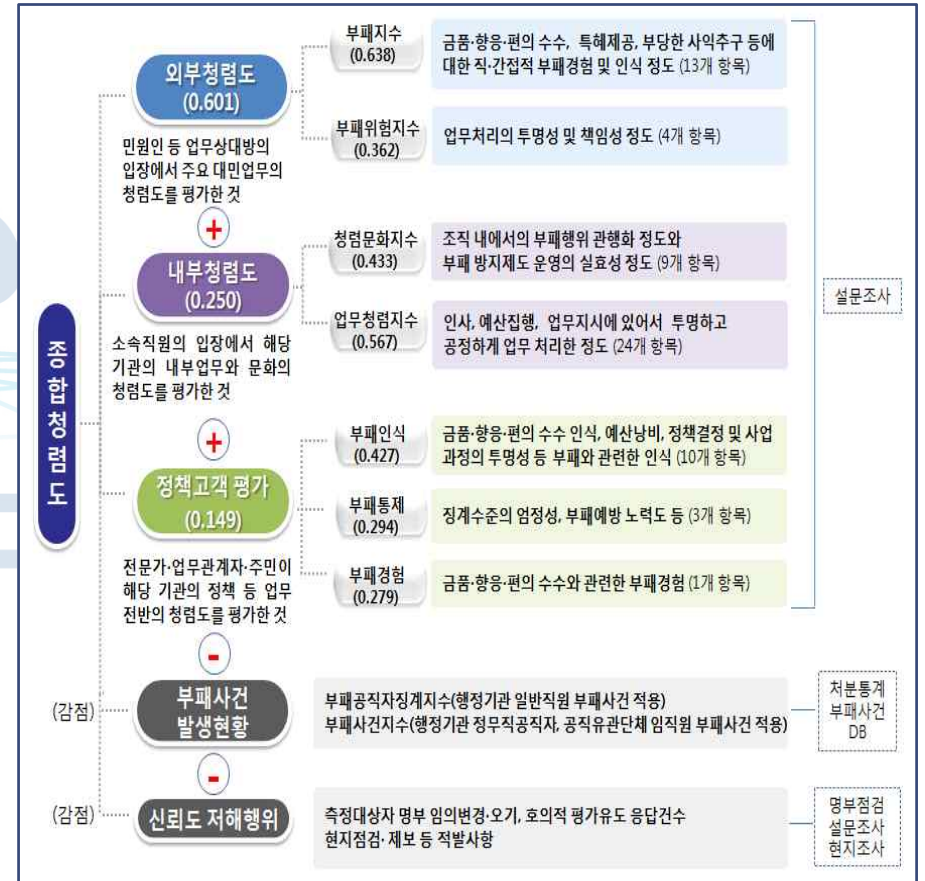 종합청렴도
외부청렴도
(0.601)
민원인 등 업무상대방의
입장에서 주요 대민업무의
청렴도를 평가한 것
부패지수
(0.638)
금품·향응·편의 수수, 특혜제공, 부당한 사익추구 등에
대한 직·간접적 부패경험 및 인식 정도 (13개 항목)
부패위험지수
(0.362)
업무처리의 투명성 및 책임성 정도 (4개 항목)
+
내부청렴도
(0.250)
소속직원의 입장에서 해당
기관의 내부업무와 문화의
청렴도를 평가한 것
청렴문화지수
(0.433)
조직 내에서의 부패행위 관행화 정도와
부패 방지제도 운영의 실효성 정도 (9개 항목)
업무청렴지수
(0.567)
인사, 예산집행, 업무지시에 있어서 투명하고
공정하게 업무 처리한 정도 (24개 항목)
+
정책고객 평가
(0.149)
전문가·업무관계자·주민이
해당 기관의 정책 등 업무
전반의 청렴도를 평가한 것
부패인식
(0.427)
금품·향응·편의 수수 인식, 예산낭비, 정책결정 및 사업
과정의 투명성 등 부패와 관련한 인식 (10개 항목)
부패통제
(0.294)
징계수준의 엄정성, 부패예방 노력도 등 (3개 항목)
부패경험
(0.279)
금품·향응·편의 수수와 관련한 부패경험 (1개 항목)
설문조사
-
(감점)
부패사건
발생현황
부패공직자징계지수(행정기관 일반직원 부패사건 적용)
부패사건지수(행정기관 정무직공직자, 공직유관단체 임직원 부패사건 적용)
처분통계
부패사건
DB
-
(감점)
신뢰도 저해행위
측정대상자 명부 임의변경·오기, 호의적 평가유도 응답건수
현지점검·제보 등 적발사항
명부점검
설문조사
현지조사